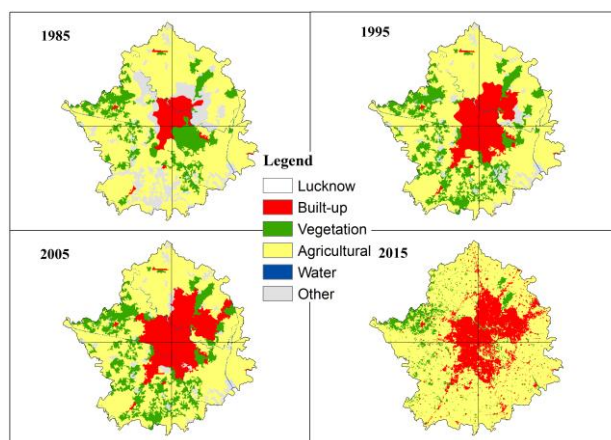 1985
1995
Legend
Lucknow
Built-up
Vegetation
Agricultural
Water
Other
2005
2015